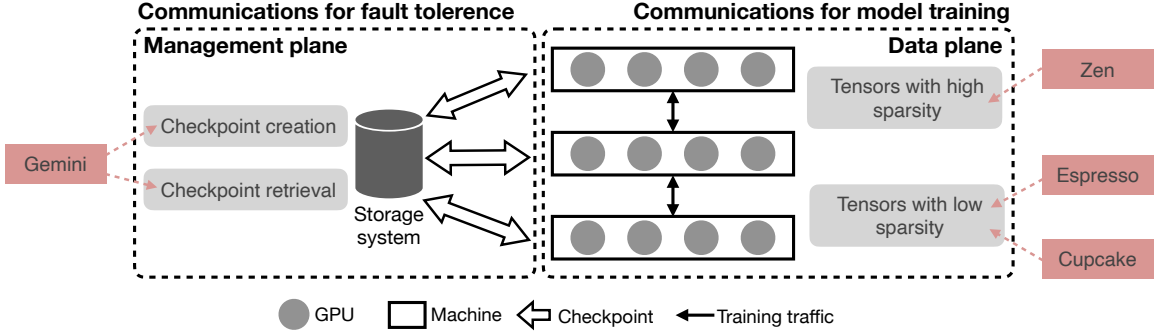 Communications for fault tolerence
Communications for model training
Management plane
Data plane
Gemini
Checkpoint creation
Checkpoint retrieval
Storage
system
Tensors with high
sparsity
Tensors with low
sparsity
Zen
Espresso
Cupcake
GPU
Machine
Checkpoint
Training traffic